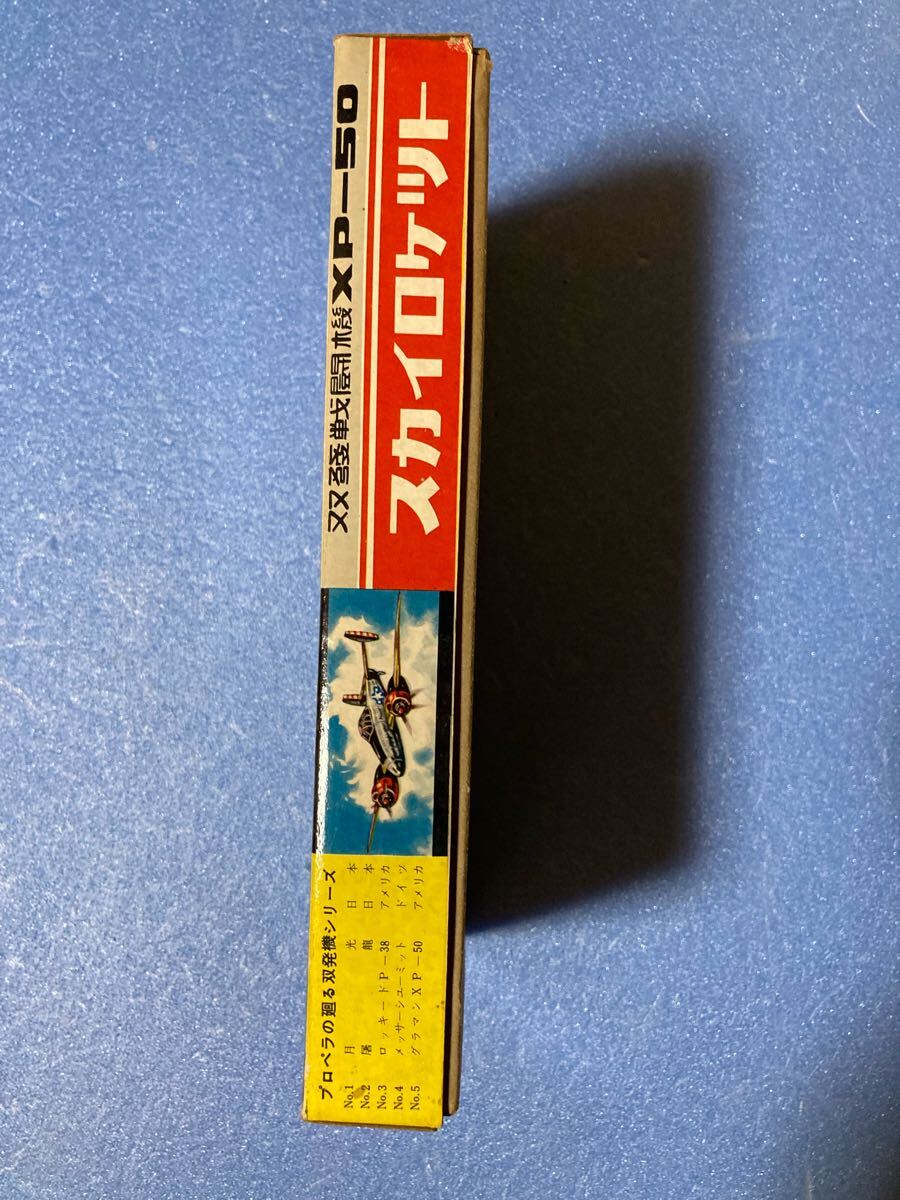 双發戦闘機XP-50
スカイロケット
プロペラの廻る双発機シリーズ
No.1 月光 日本
No.2 屠龍 日本
No.3 ロッキードP-38 アメリカ
No.4 メッサーシューミット ドイツ
No.5 グラマンXP-50 アメリカ